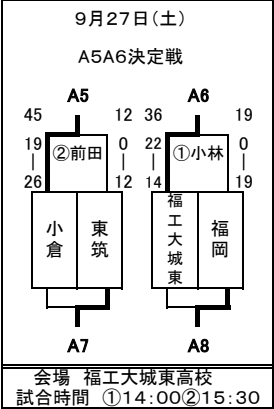 9月27日(土)
A5A6決定戦
A5 A6
45 12 36 19
19 ②前田 0 22 ①小林 0
| | | |
26 12 14 19
小倉 東筑 福工大城東 福岡
A7 A8
会場 福工大城東高校
試合時間 ①14:00②15:30